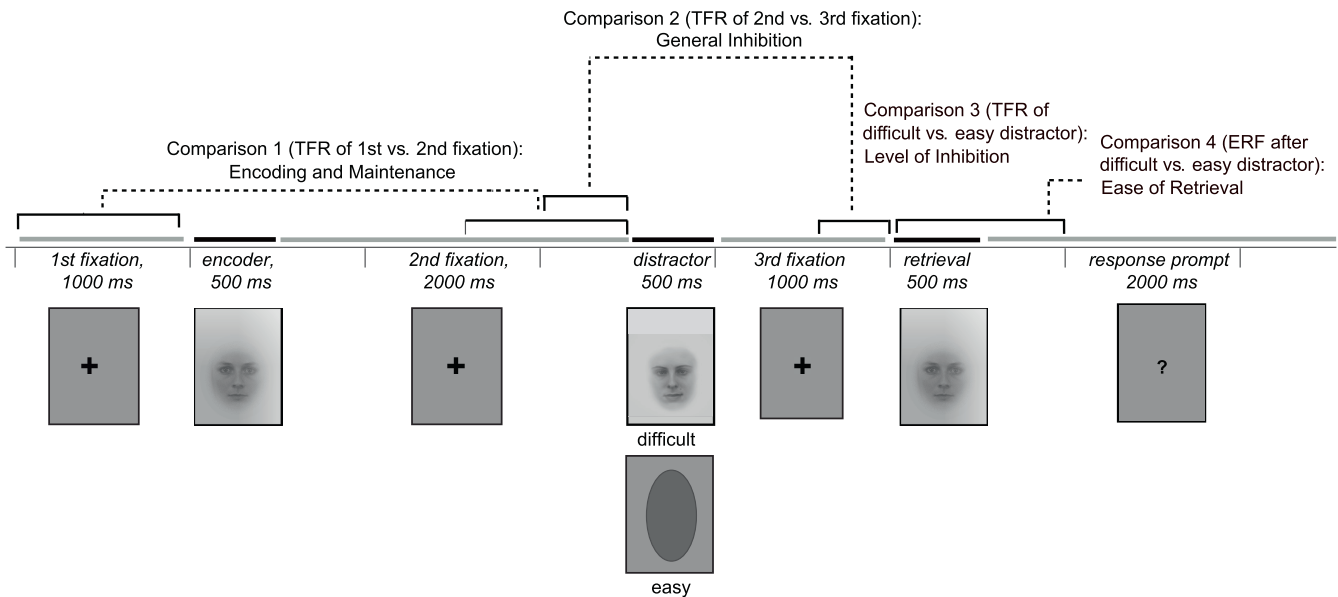 Comparison 2 (TFR of 2nd vs. 3rd fixation):
General Inhibition
Comparison 3 (TFR of
difficult vs. easy distractor):
Level of Inhibition
Comparison 4 (ERF after
difficult vs. easy distractor):
Ease of Retrieval
Comparison 1 (TFR of 1st vs. 2nd fixation):
Encoding and Maintenance
1st fixation,
1000 ms
encoder,
500 ms
2nd fixation,
2000 ms
distractor
500 ms
3rd fixation
1000 ms
retrieval
500 ms
response prompt
2000 ms
?
difficult
easy